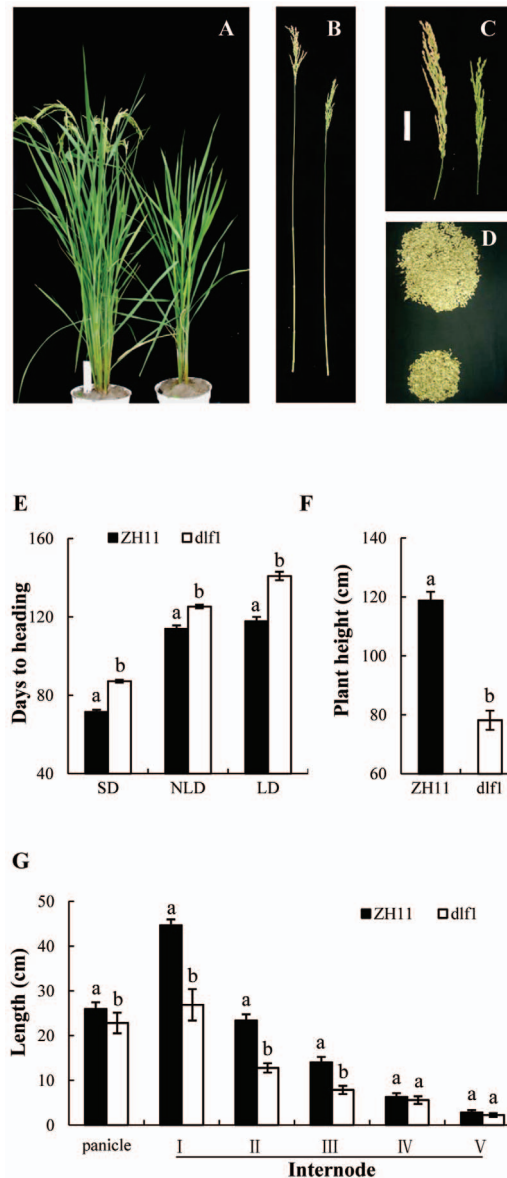 A
B
C
D
E
ZH11 dlf1
Days to heading
160
120
80
40
a b
a b
a b
SD NLD LD
F
Plant height (cm)
140
120
100
80
60
a
b
ZH11 dlf1
G
ZH11 dlf1
Length (cm)
50
40
30
20
10
0
a b
a b
a b
a b
a a
a a
panicle I II III IV V
Internode